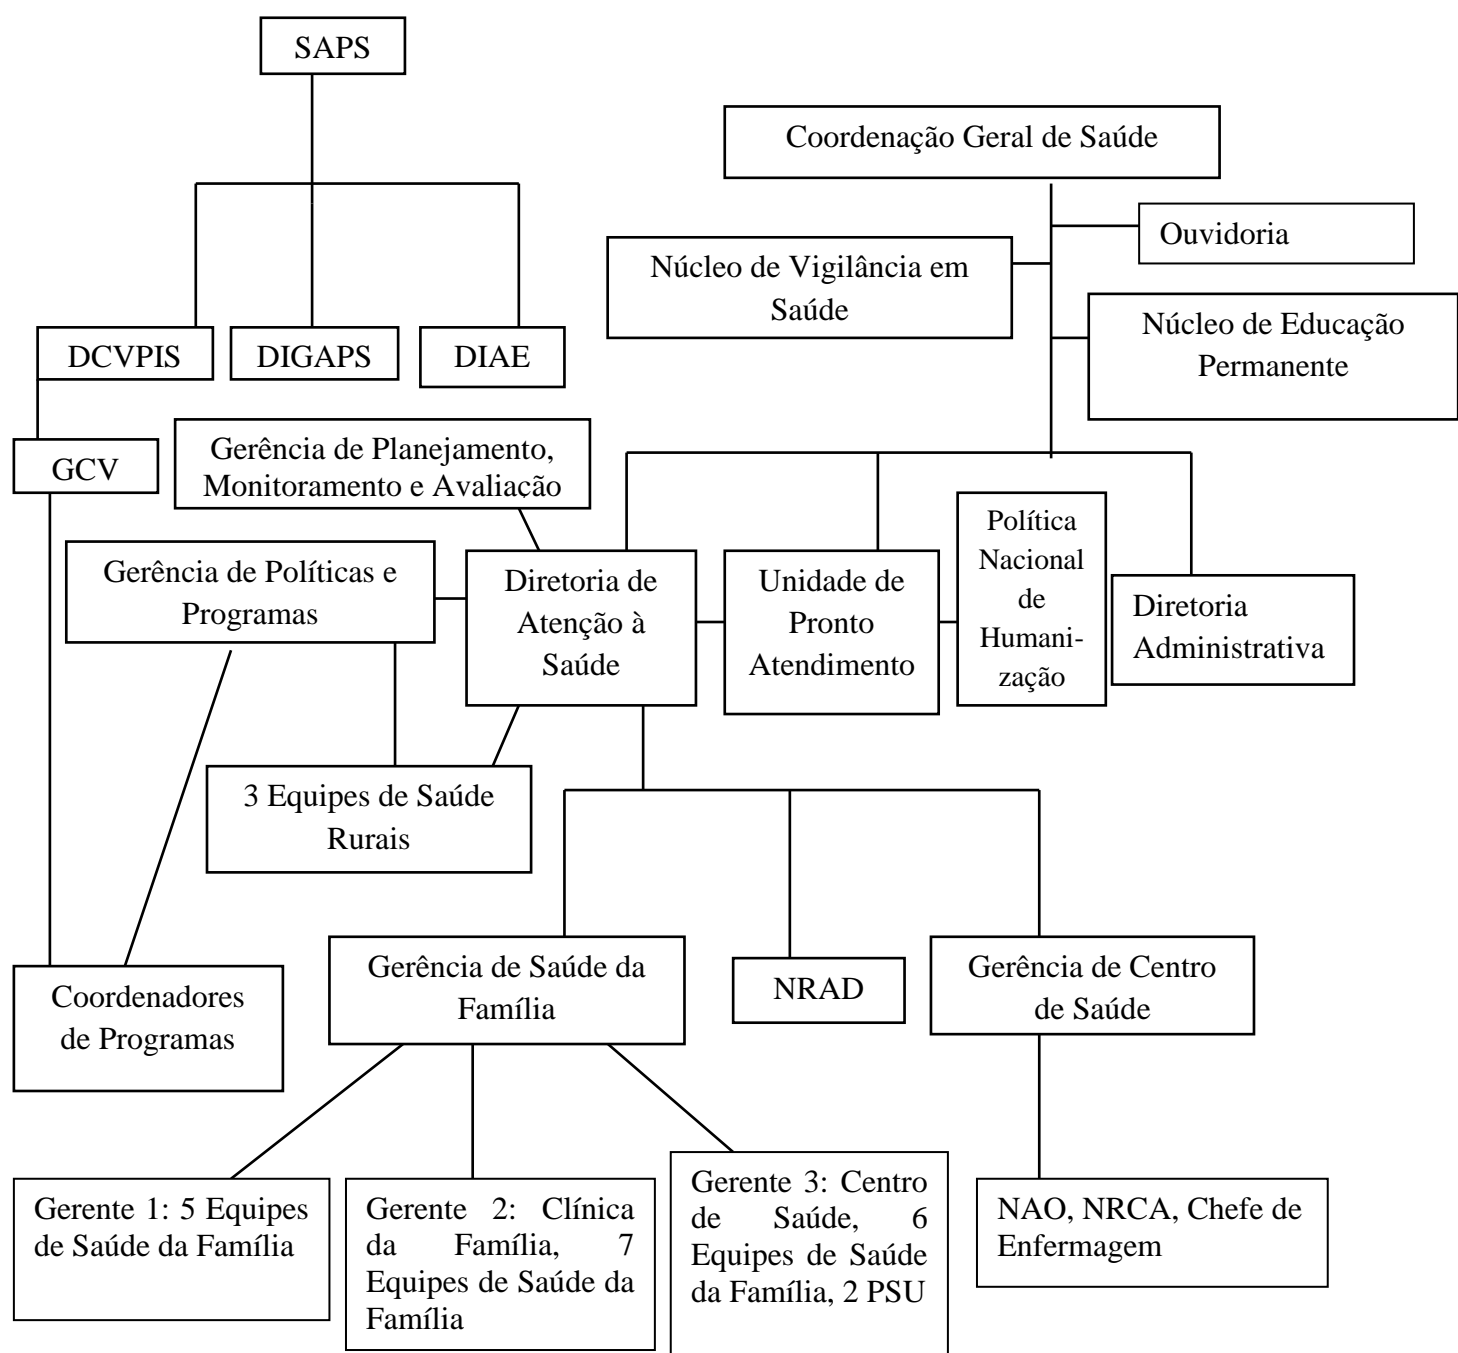 SAPS
Coordenação Geral de Saúde
Ouvidoria
Núcleo de Vigilância em
Saúde
Núcleo de Educação
Permanente
DCVPIS
DIGAPS
DIAE
Gerência de Planejamento,
Monitoramento e Avaliação
GCV
Política
Nacional
de
Humani-
zação
Gerência de Políticas e
Programas
Diretoria de
Atenção à
Saúde
Unidade de
Pronto
Atendimento
Diretoria
Administrativa
3 Equipes de Saúde
Rurais
Gerência de Saúde da
Família
NRAD
Gerência de Centro
de Saúde
Coordenadores
de Programas
Gerente 1: 5 Equipes
de Saúde da Família
Gerente 2: Clínica
da Família, 7
Equipes de Saúde da
Família
Gerente 3: Centro
de Saúde, 6
Equipes de Saúde
da Família, 2 PSU
NAO, NRCA, Chefe de
Enfermagem